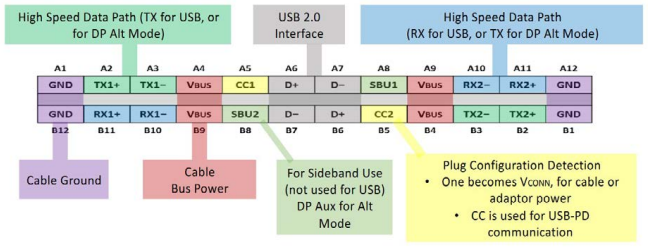 High Speed Data Path (TX for USB, or
for DP Alt Mode)
USB 2.0
Interface
High Speed Data Path
(RX for USB, or TX for DP Alt Mode)
A1 A2 A3 A4 A5 A6 A7 A8 A9 A10 A11 A12
GND TX1+ TX1− VBUS CC1 D+ D− SBU1 VBUS RX2− RX2+ GND
GND RX1+ RX1− VBUS SBU2 D− D+ CC2 VBUS TX2− TX2+ GND
B12 B11 B10 B9 B8 B7 B6 B5 B4 B3 B2 B1
Cable Ground
Cable
Bus Power
For Sideband Use
(not used for USB)
DP Aux for Alt
Mode
Plug Configuration Detection
• One becomes VCONN, for cable or
adaptor power
• CC is used for USB-PD
communication